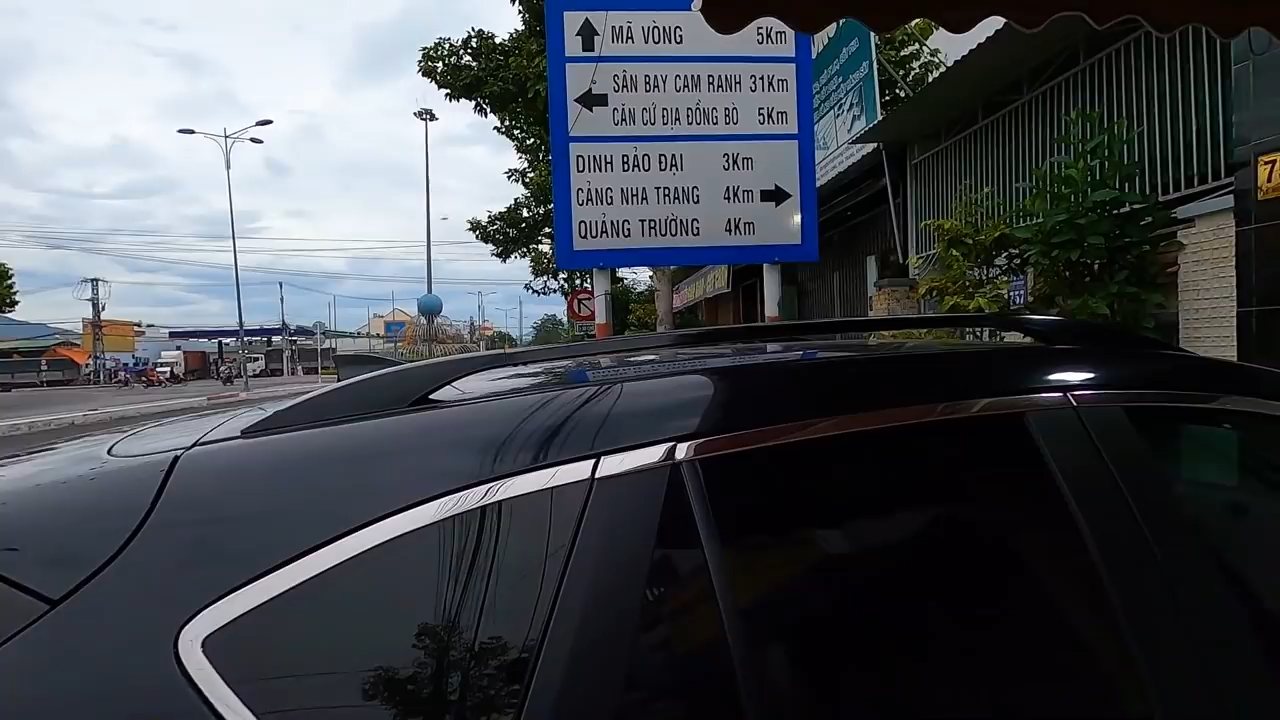 MÃ VÒNG 5Km
SÂN BAY CAM RANH 31Km
CĂN CỨ ĐỊA ĐỒNG BÒ 5Km
DINH BẢO ĐẠI 3Km
CẢNG NHA TRANG 4Km
QUẢNG TRƯỜNG 4Km